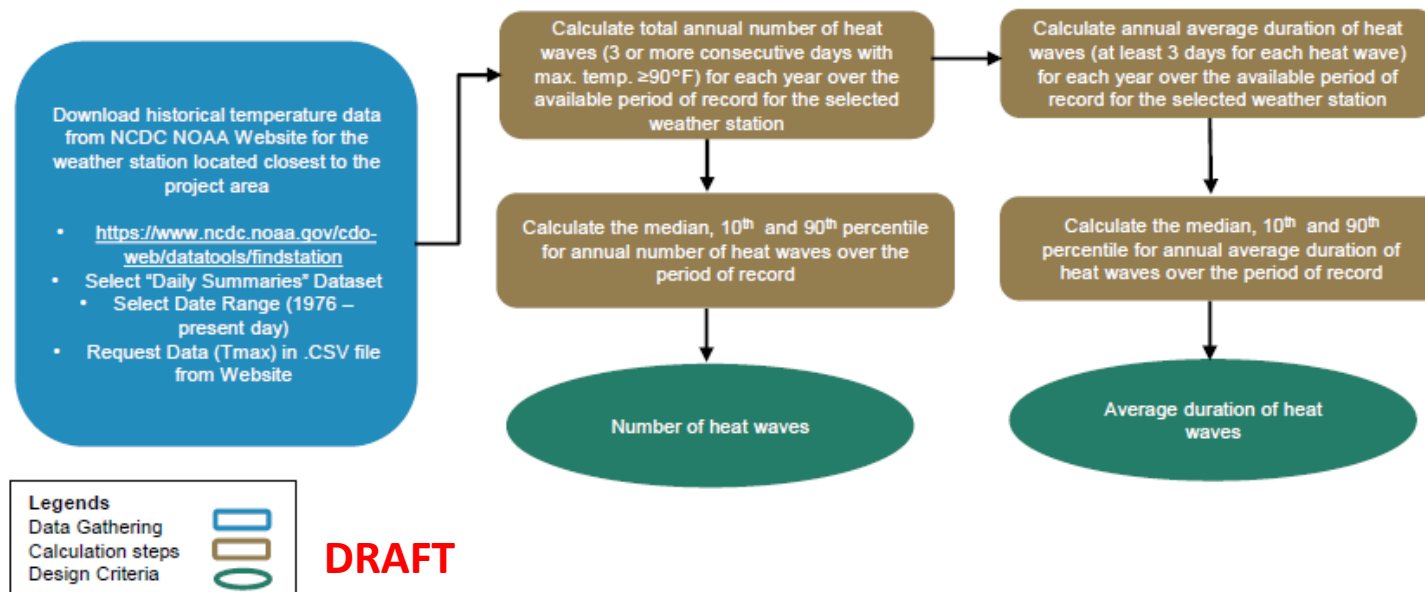 Download historical temperature data
from NCDC NOAA Website for the
weather station located closest to the
project area
• https://www.ncdc.noaa.gov/cdo-
web/datatools/findstation
• Select “Daily Summaries” Dataset
• Select Date Range (1976 –
present day)
• Request Data (Tmax) in .CSV file
from Website
Calculate total annual number of heat
waves (3 or more consecutive days with
max. temp. ≥90°F) for each year over the
available period of record for the selected
weather station
Calculate annual average duration of heat
waves (at least 3 days for each heat wave)
for each year over the available period of
record for the selected weather station
Calculate the median, 10th and 90th percentile
for annual number of heat waves over the
period of record
Calculate the median, 10th and 90th
percentile for annual average duration of
heat waves over the period of record
Number of heat waves
Average duration of heat
waves
Legends
Data Gathering
Calculation steps
Design Criteria
DRAFT